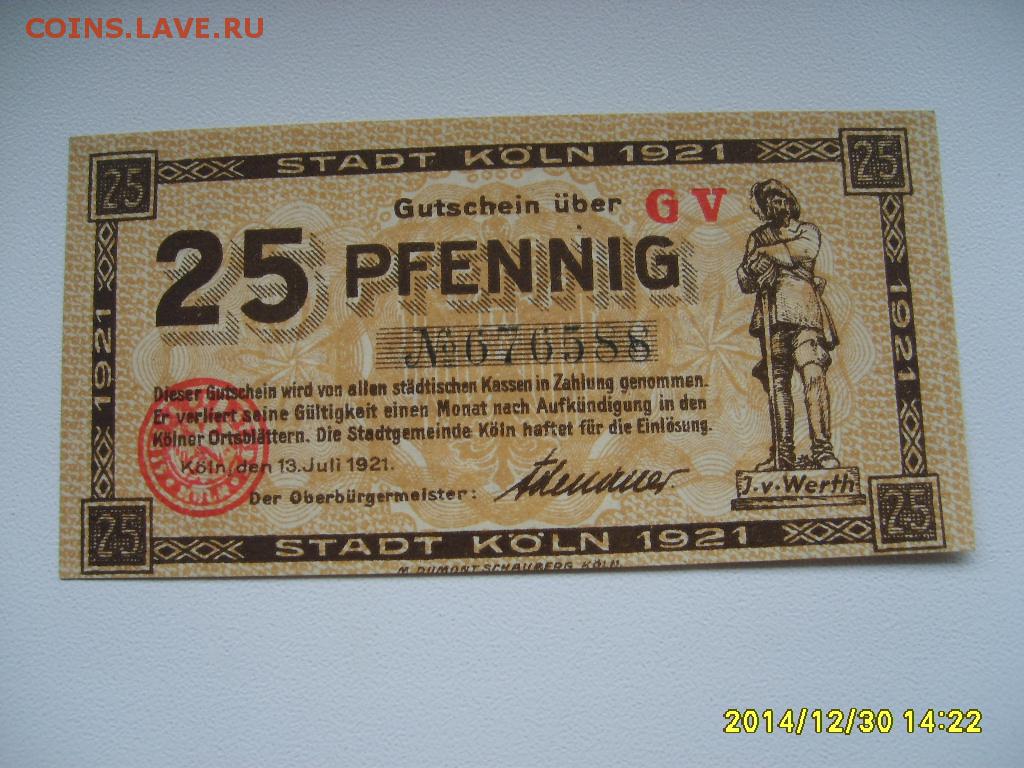 COINS.LAVE.RU
STADT KÖLN 1921
25
25
Gutschein über G V
25 PFENNIG
№ 676588
1921
1921
Dieser Gutschein wird von allen städtischen Kassen in Zahlung genommen.
Er verliert seine Gültigkeit einen Monat nach Aufkündigung in den
Kölner Ortsblättern. Die Stadtgemeinde Köln haftet für die Einlösung.
Köln, den 13. Juli 1921.
Der Oberbürgermeister: Adenauer.
J. v. Werth
25
25
STADT KÖLN 1921
M. DUMONT SCHAUBERG, KÖLN.
2014/12/30 14:22